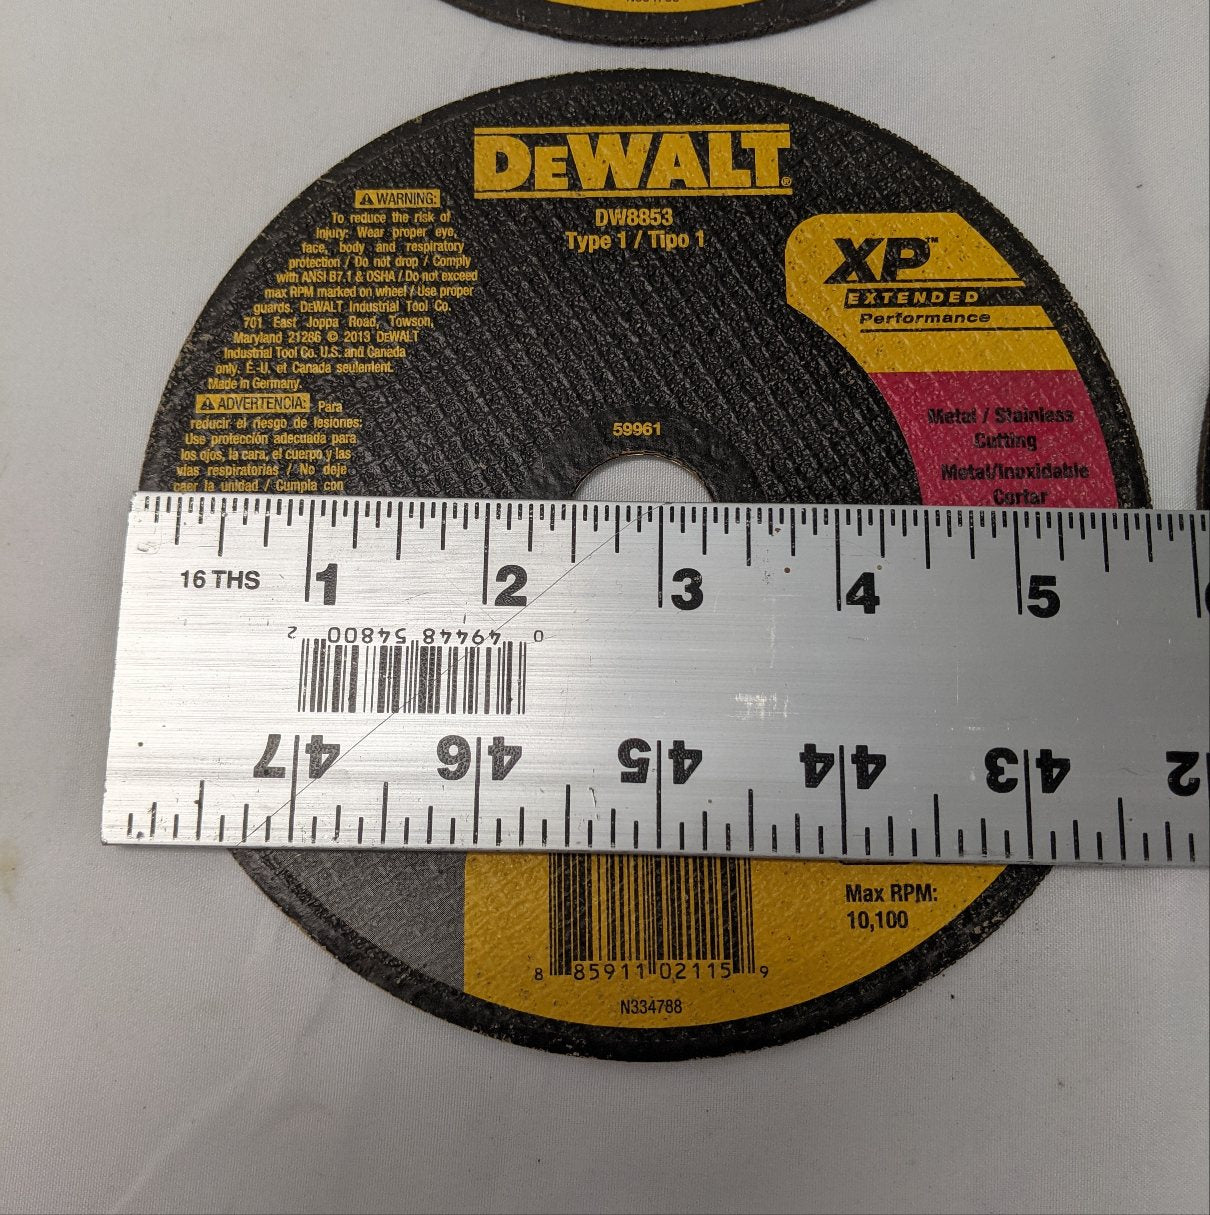 DEWALT®
DW8853
Type 1 / Tipo 1
⚠ WARNING:
To reduce the risk of
injury: Wear proper eye,
face, body and respiratory
protection / Do not drop / Comply
with ANSI B7.1 & OSHA / Do not exceed
max RPM marked on wheel / Use proper
guards. DEWALT Industrial Tool Co.
701 East Joppa Road, Towson,
Maryland 21286 © 2013 DEWALT
Industrial Tool Co. U.S. and Canada
only. É.-U. et Canada seulement.
Made in Germany.
⚠ ADVERTENCIA: Para
reducir el riesgo de lesiones:
Use protección adecuada para
los ojos, la cara, el cuerpo y las
vías respiratorias / No deje
caer la unidad / Cumpla con
XP™
EXTENDED
Performance
Metal / Stainless
Cutting
Metal/Inoxidable
Cortar
59961
16 THS
1 2 3 4 5
0 49448 54800 2
47 46 45 44 43
Max RPM:
10,100
8 85911 02115 9
N334788